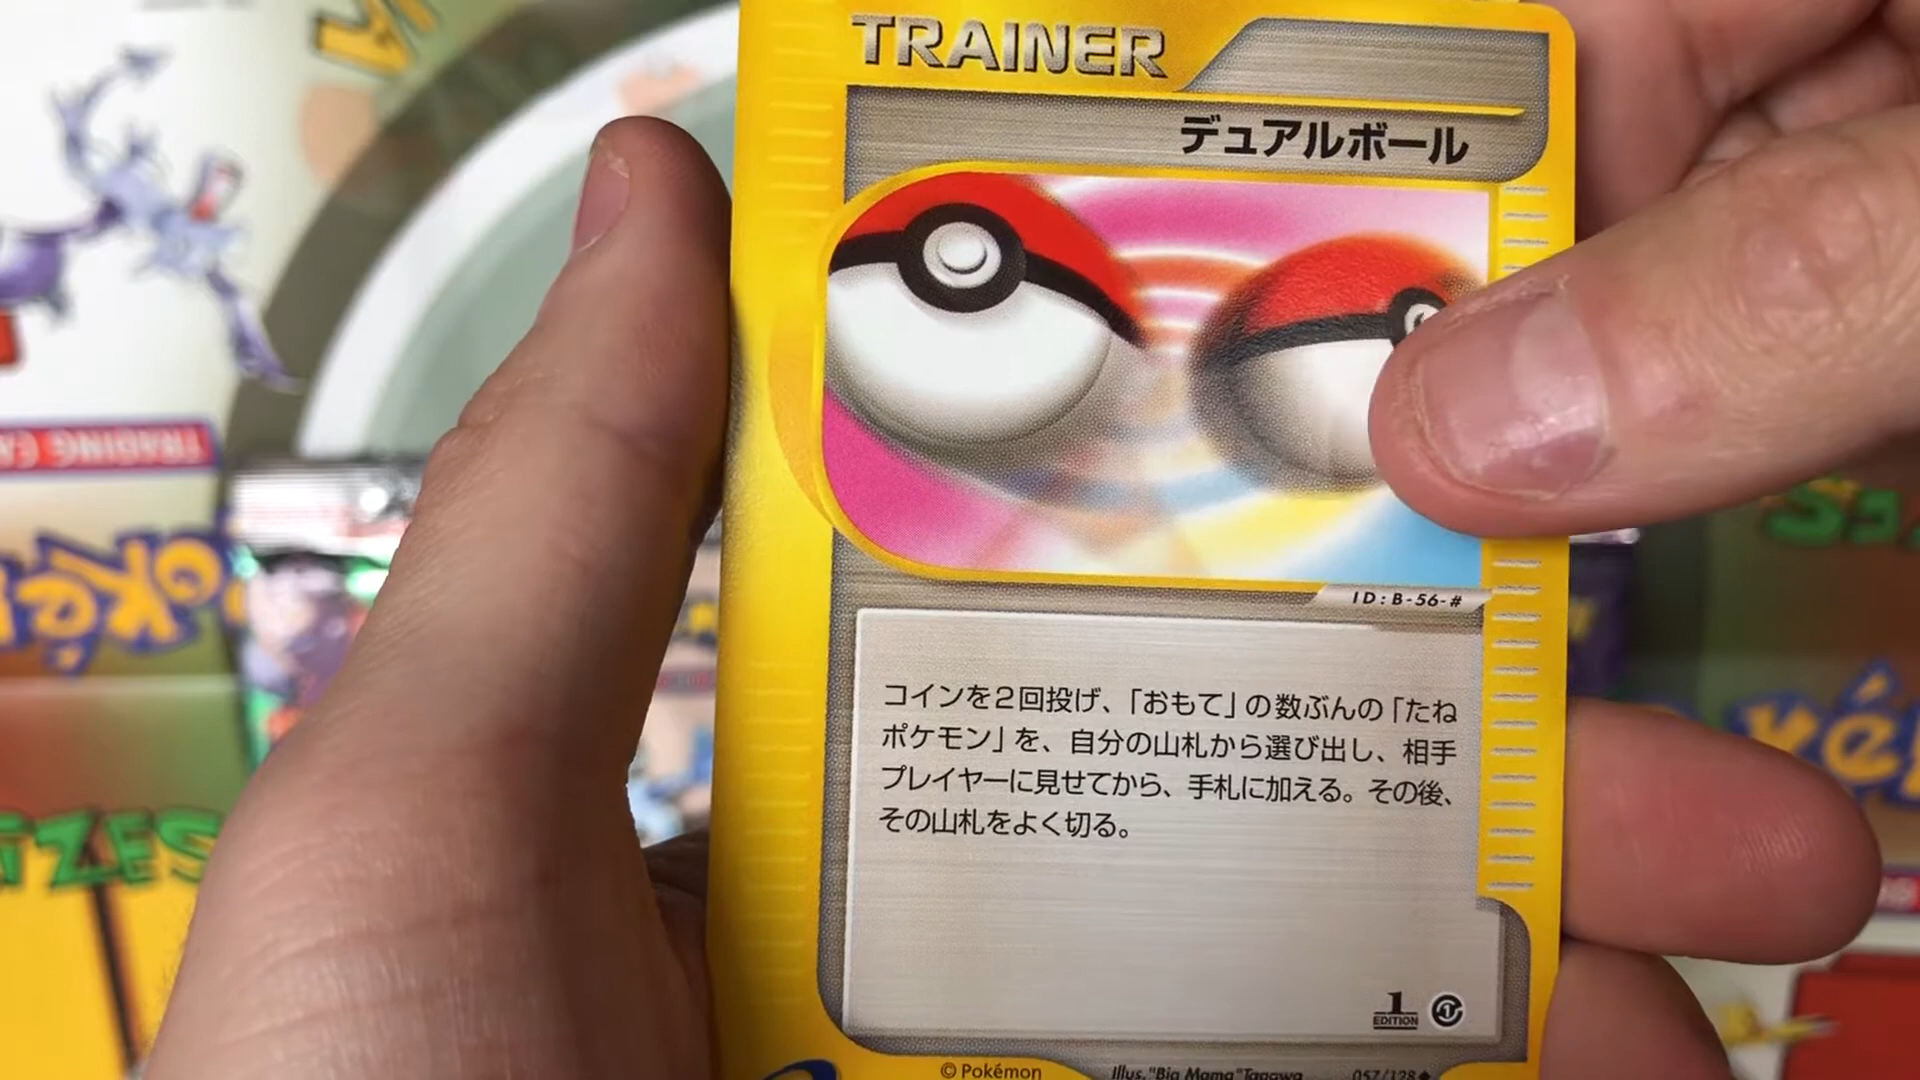 TRAINER
デュアルボール
ID:B-56-#
コインを2回投げ、「おもて」の数ぶんの「たね
ポケモン」を、自分の山札から選び出し、相手
プレイヤーに見せてから、手札に加える。その後、
その山札をよく切る。
1
EDITION
© Pokémon
Illus."Big Mama"Tagawa
057/128
TRADING CA